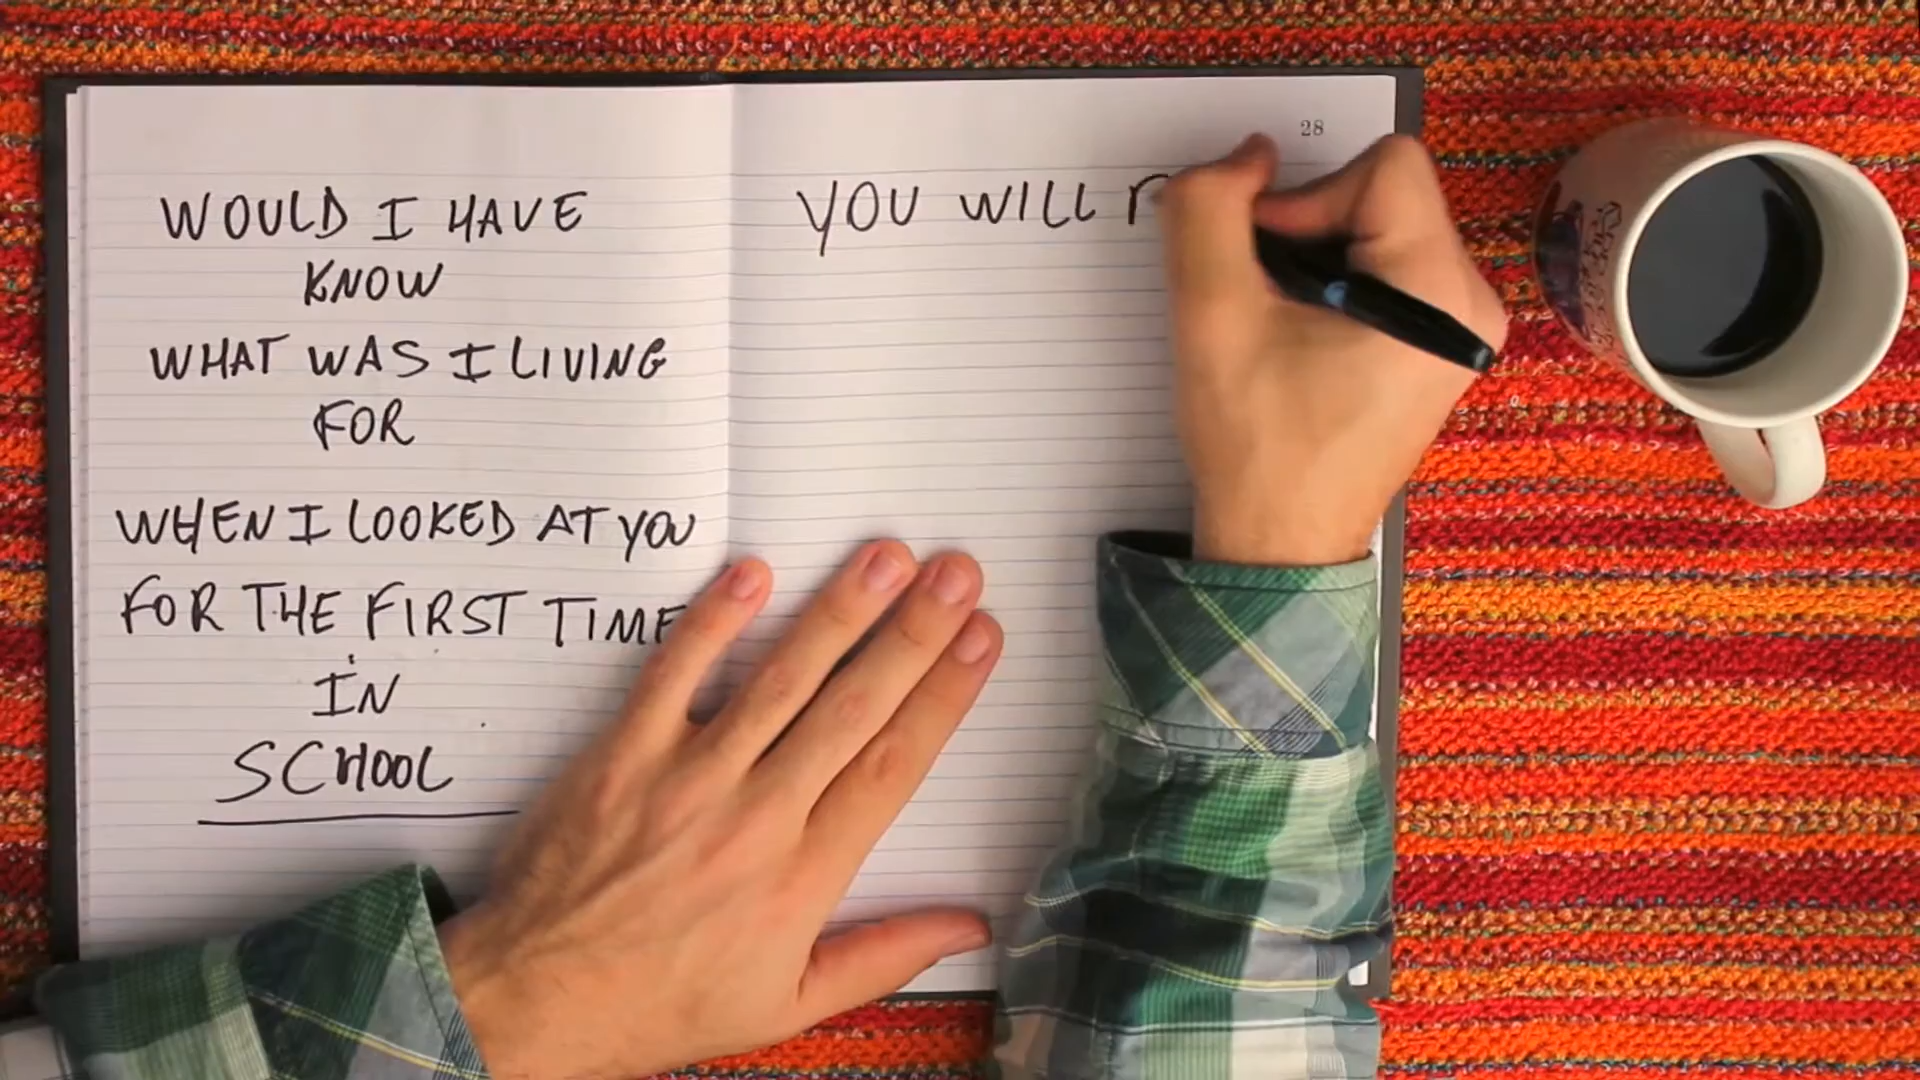 WOULD I HAVE
KNOW
WHAT WAS I LIVING
FOR
WHEN I LOOKED AT YOU
FOR THE FIRST TIME
IN
SCHOOL
28
YOU WILL